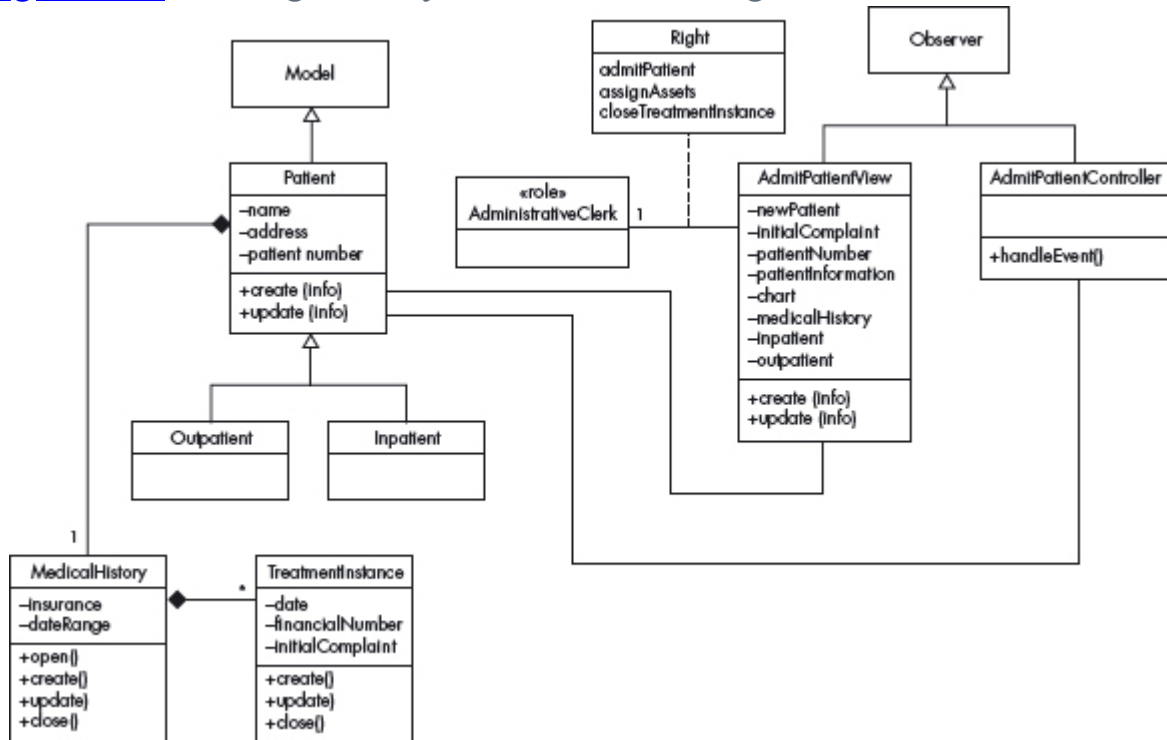 Model
Right
admitPatient
assignAssets
closeTreatmentInstance
Observer
Patient
–name
–address
–patient number
+create (info)
+update (info)
«role»
AdministrativeClerk
1
AdmitPatientView
–newPatient
–initialComplaint
–patientNumber
–patientInformation
–chart
–medicalHistory
–inpatient
–outpatient
+create (info)
+update (info)
AdmitPatientController
+handleEvent()
Outpatient
Inpatient
1
MedicalHistory
–insurance
–dateRange
+open()
+create()
+update)
+close()
*
TreatmentInstance
–date
–financialNumber
–initialComplaint
+create()
+update)
+close()